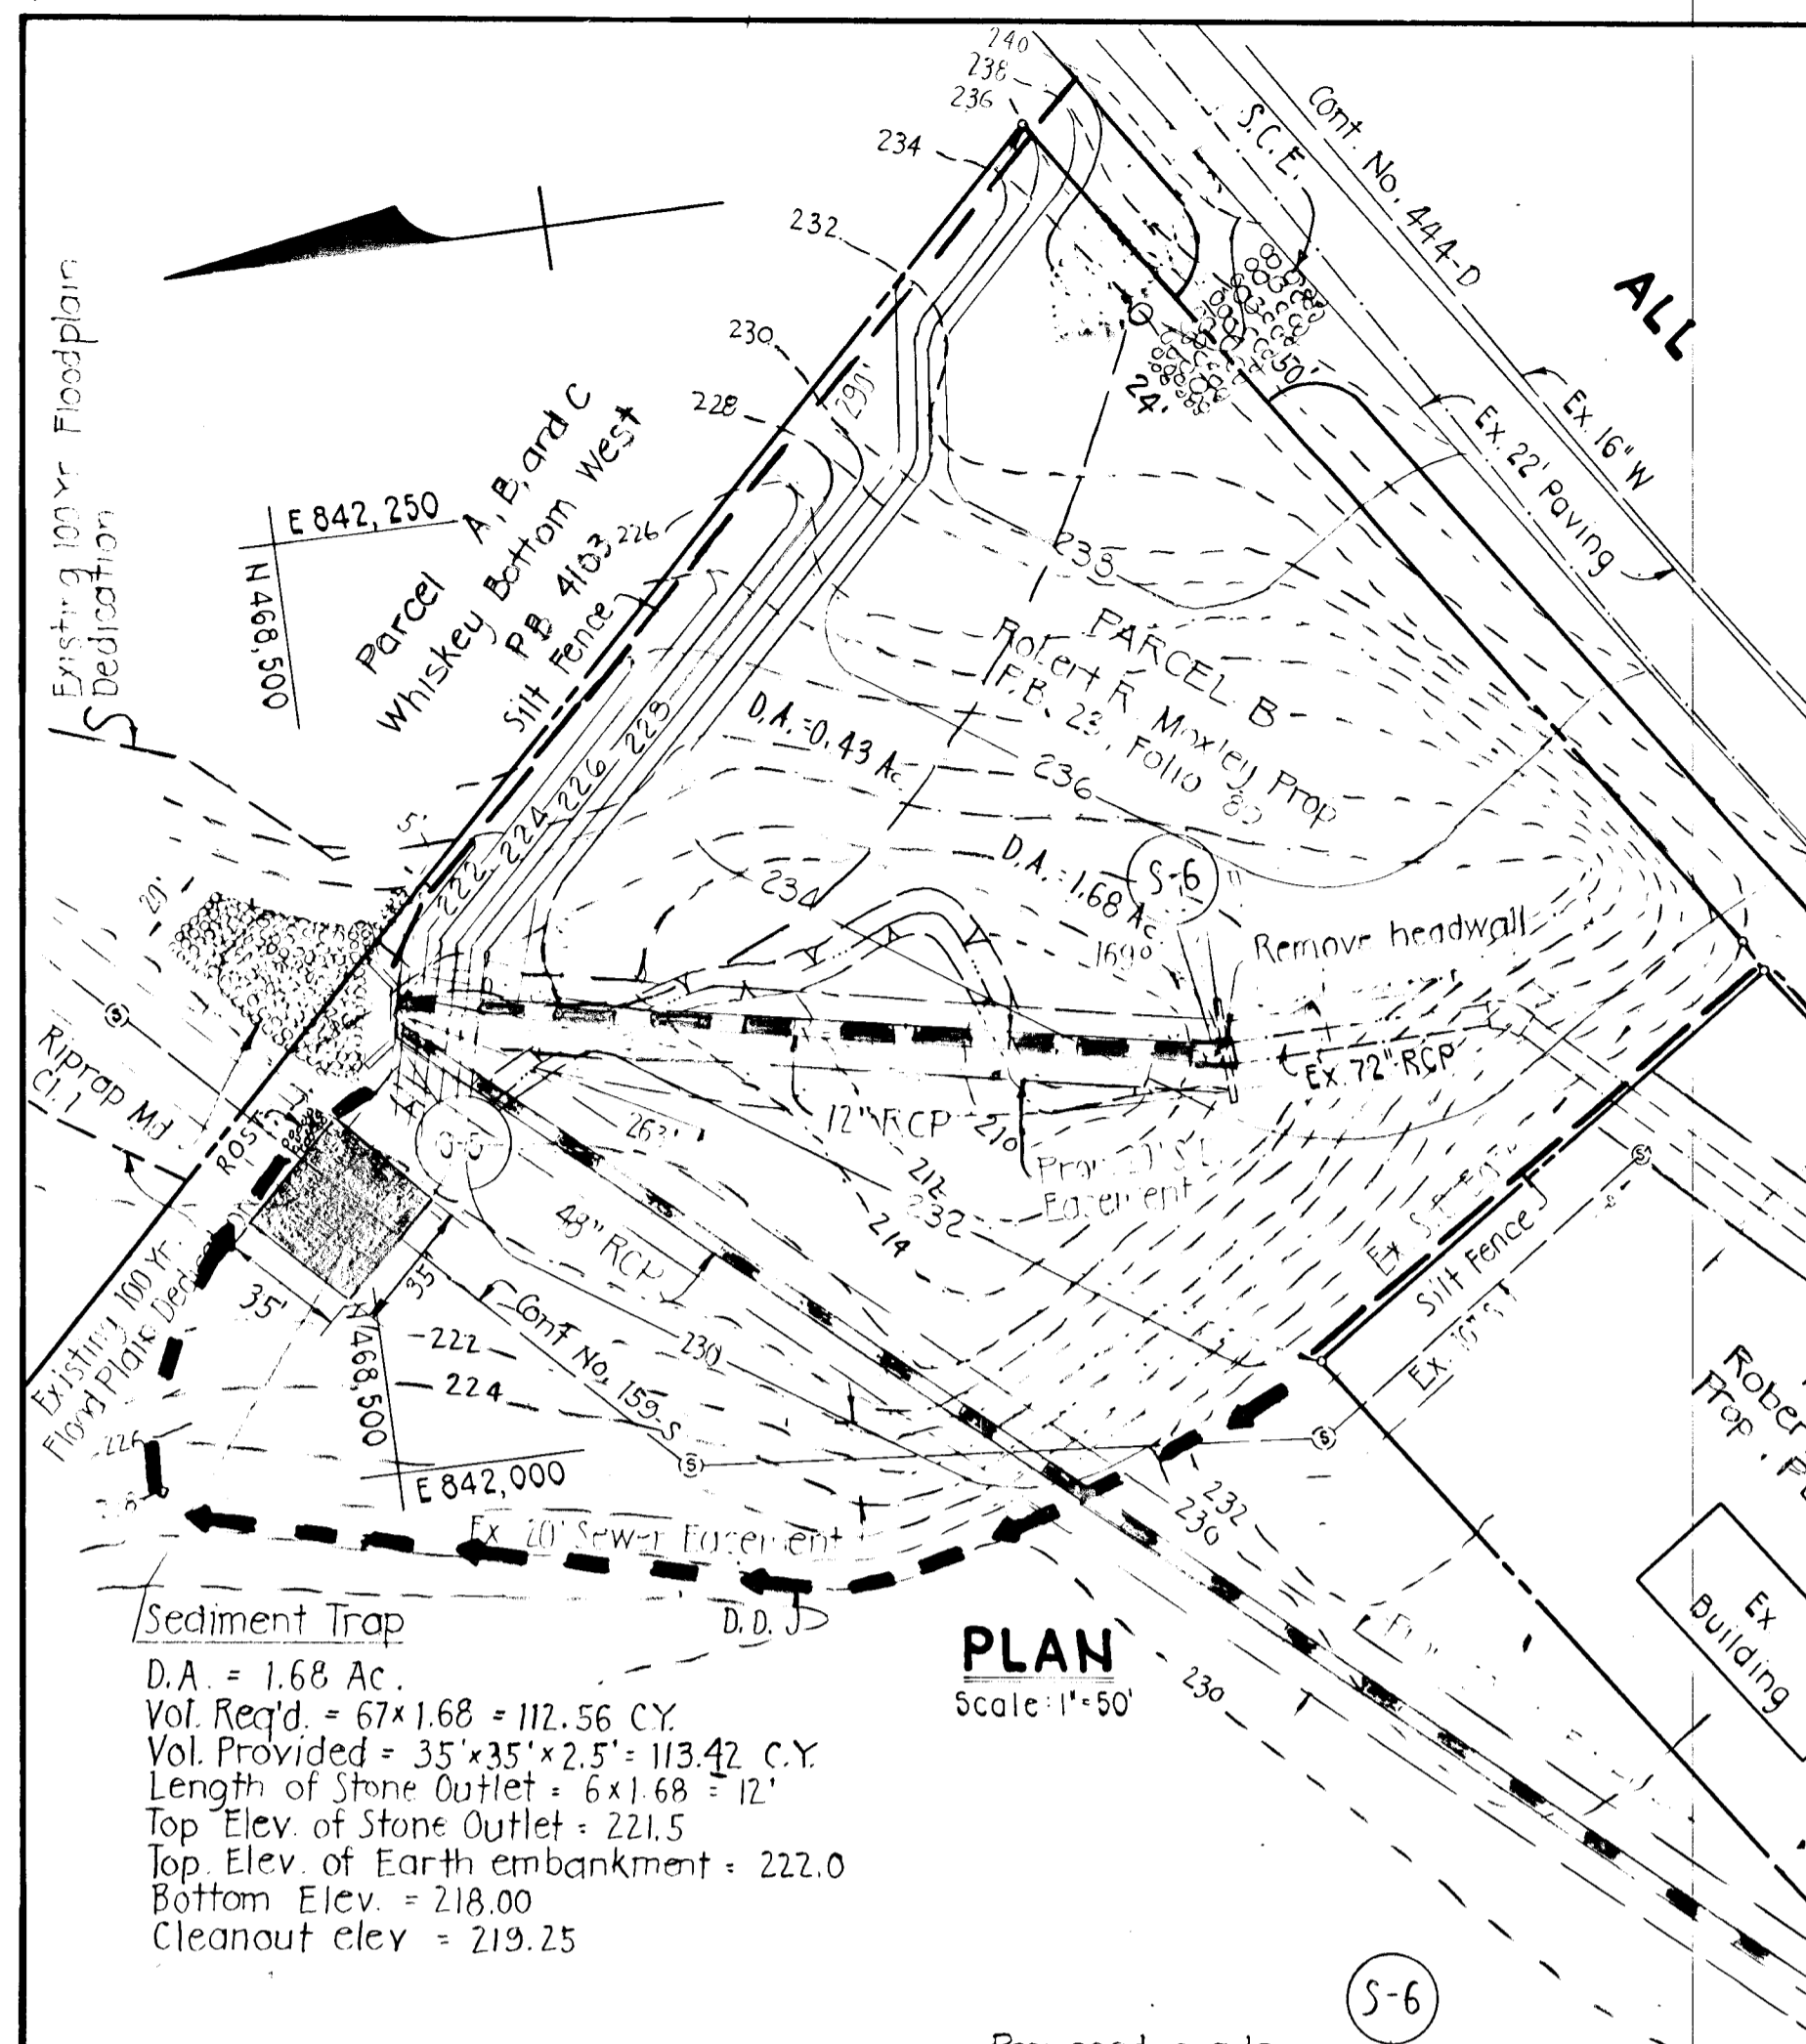 240
238
236
234
232
230
228
226
Cont. No. 444-D
S.C.E.
ALL
Ex. 16" W
Ex. 22' Paving
50'
24'
290'
Existing 100 Yr Floodplain
Dedication
E 842,250
N 468,500
Parcel A, B, and C
Whiskey Bottom West
PB 4103
Silt Fence
238
PARCEL B
Robert R. Moxley Prop
P.B. 23, Folio 82
D.A. = 0.43 Ac
236
D.A. = 1.68 Ac
S-6
234
169'
Remove headwall
222
224
226
228
5'
20'
Riprap Md
Cl. 1
Ex. 72" RCP
12" RCP
210
212
232
214
Easement
263'
S-5
48" RCP
35'
35'
Cont No. 159-S
230
Existing 100 Yr.
Flood Plain
222
224
226
N 468,500
E 842,000
Ex 20' Sewer Easement
D.D.
Silt Fence
232
230
230
Prop.
Ex
Building
Sediment Trap
D.A. = 1.68 Ac.
Vol. Req'd. = 67 x 1.68 = 112.56 C.Y.
Vol. Provided = 35' x 35' x 2.5' = 113.42 C.Y.
Length of Stone Outlet = 6 x 1.68 = 12'
Top Elev. of Stone Outlet = 221.5
Top. Elev. of Earth embankment = 222.0
Bottom Elev. = 218.00
Cleanout elev = 219.25
PLAN
Scale: 1" = 50'
S-6